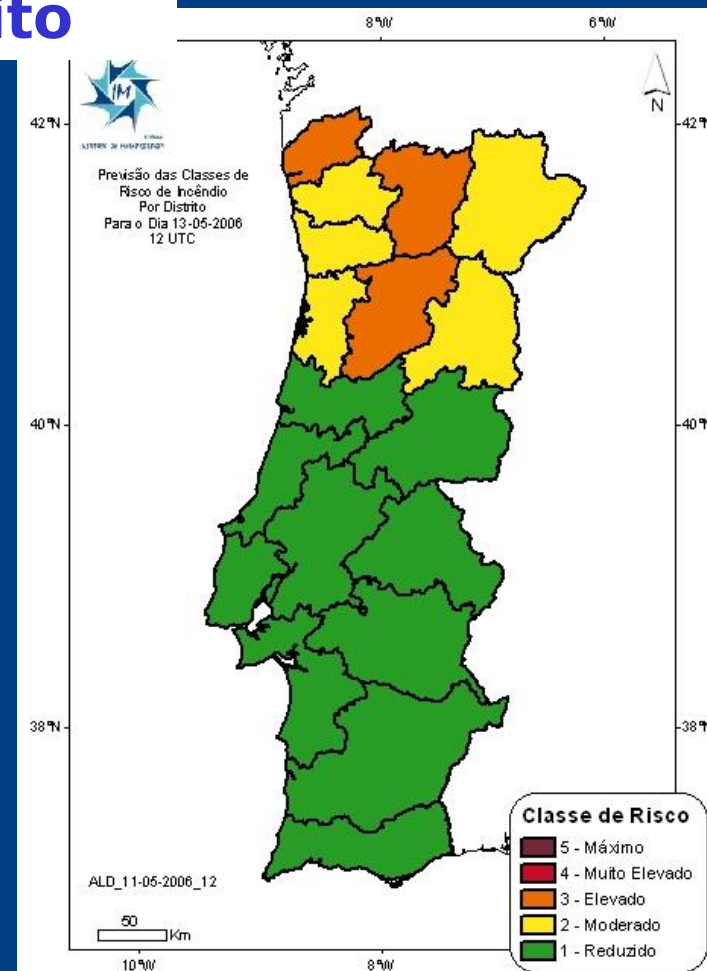 ito
8°W
6°W
N
IM
42°N
42°N
Previsão das Classes de
Risco de Incêndio
Por Distrito
Para o Dia 13-05-2006
12 UTC
40°N
40°N
38°N
38°N
Classe de Risco
5 - Máximo
4 - Muito Elevado
3 - Elevado
2 - Moderado
1 - Reduzido
ALD_11-05-2006_12
50
Km
10°W
8°W